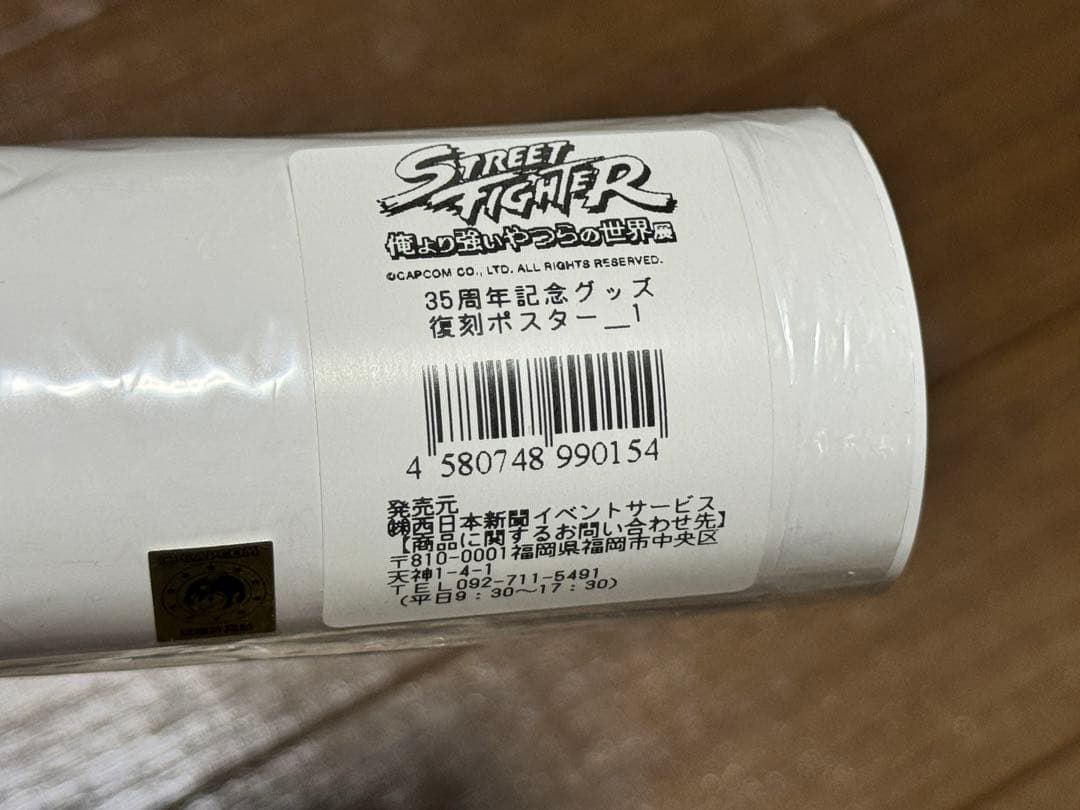 STREET
FIGHTER
俺より強いやつらの世界展
©CAPCOM CO., LTD. ALL RIGHTS RESERVED.
35周年記念グッズ
復刻ポスター_1
4 580748 990154
発売元
㈱西日本新聞イベントサービス
【商品に関するお問い合わせ先】
〒810-0001福岡県福岡市中央区
天神1-4-1
TEL092-711-5491
(平日9:30~17:30)
CAPCOM